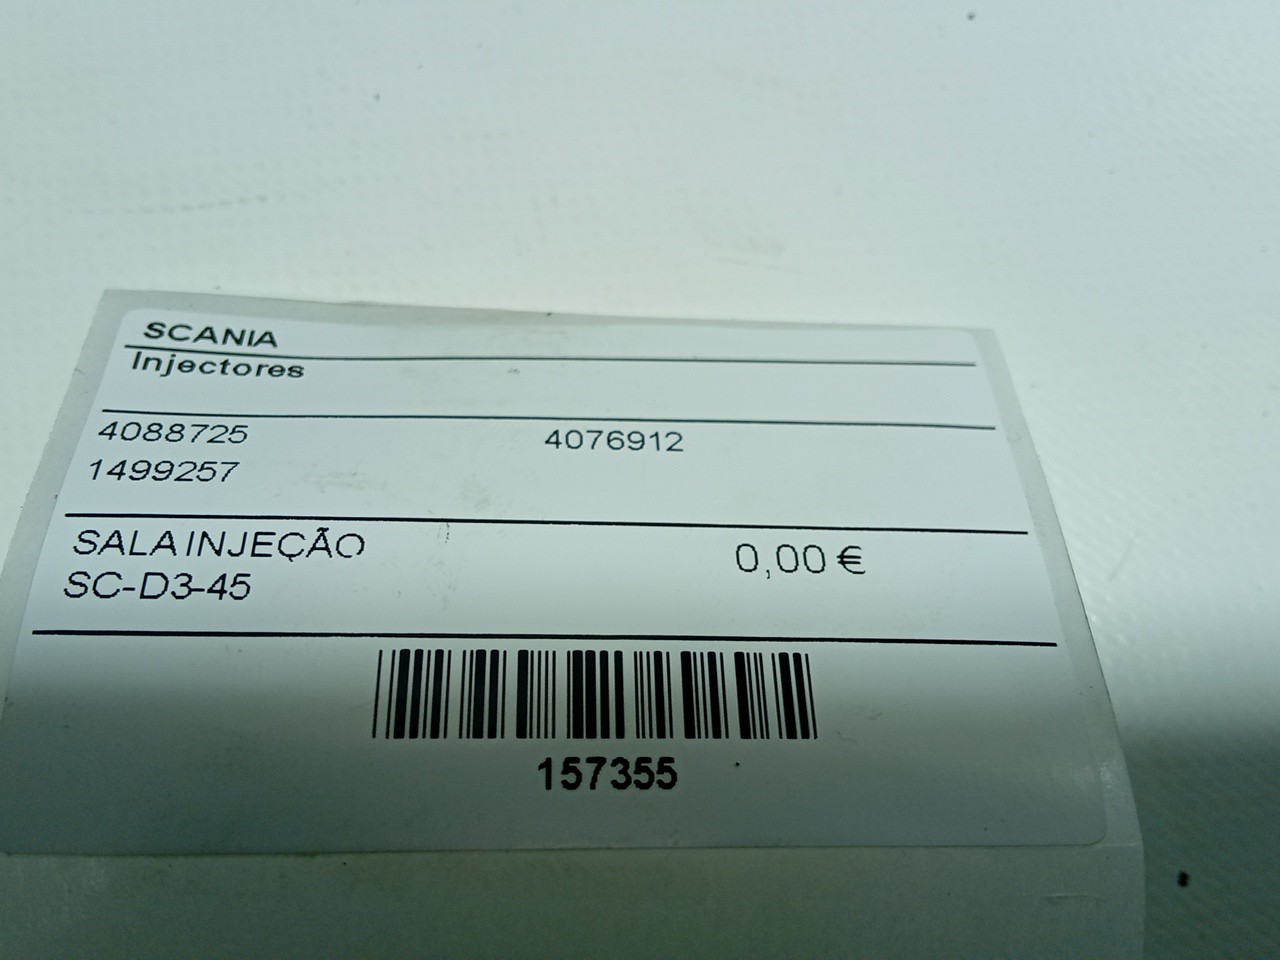 SCANIA
Injectores
4088725 4076912
1499257
SALA INJEÇÃO 0,00 €
SC-D3-45
157355